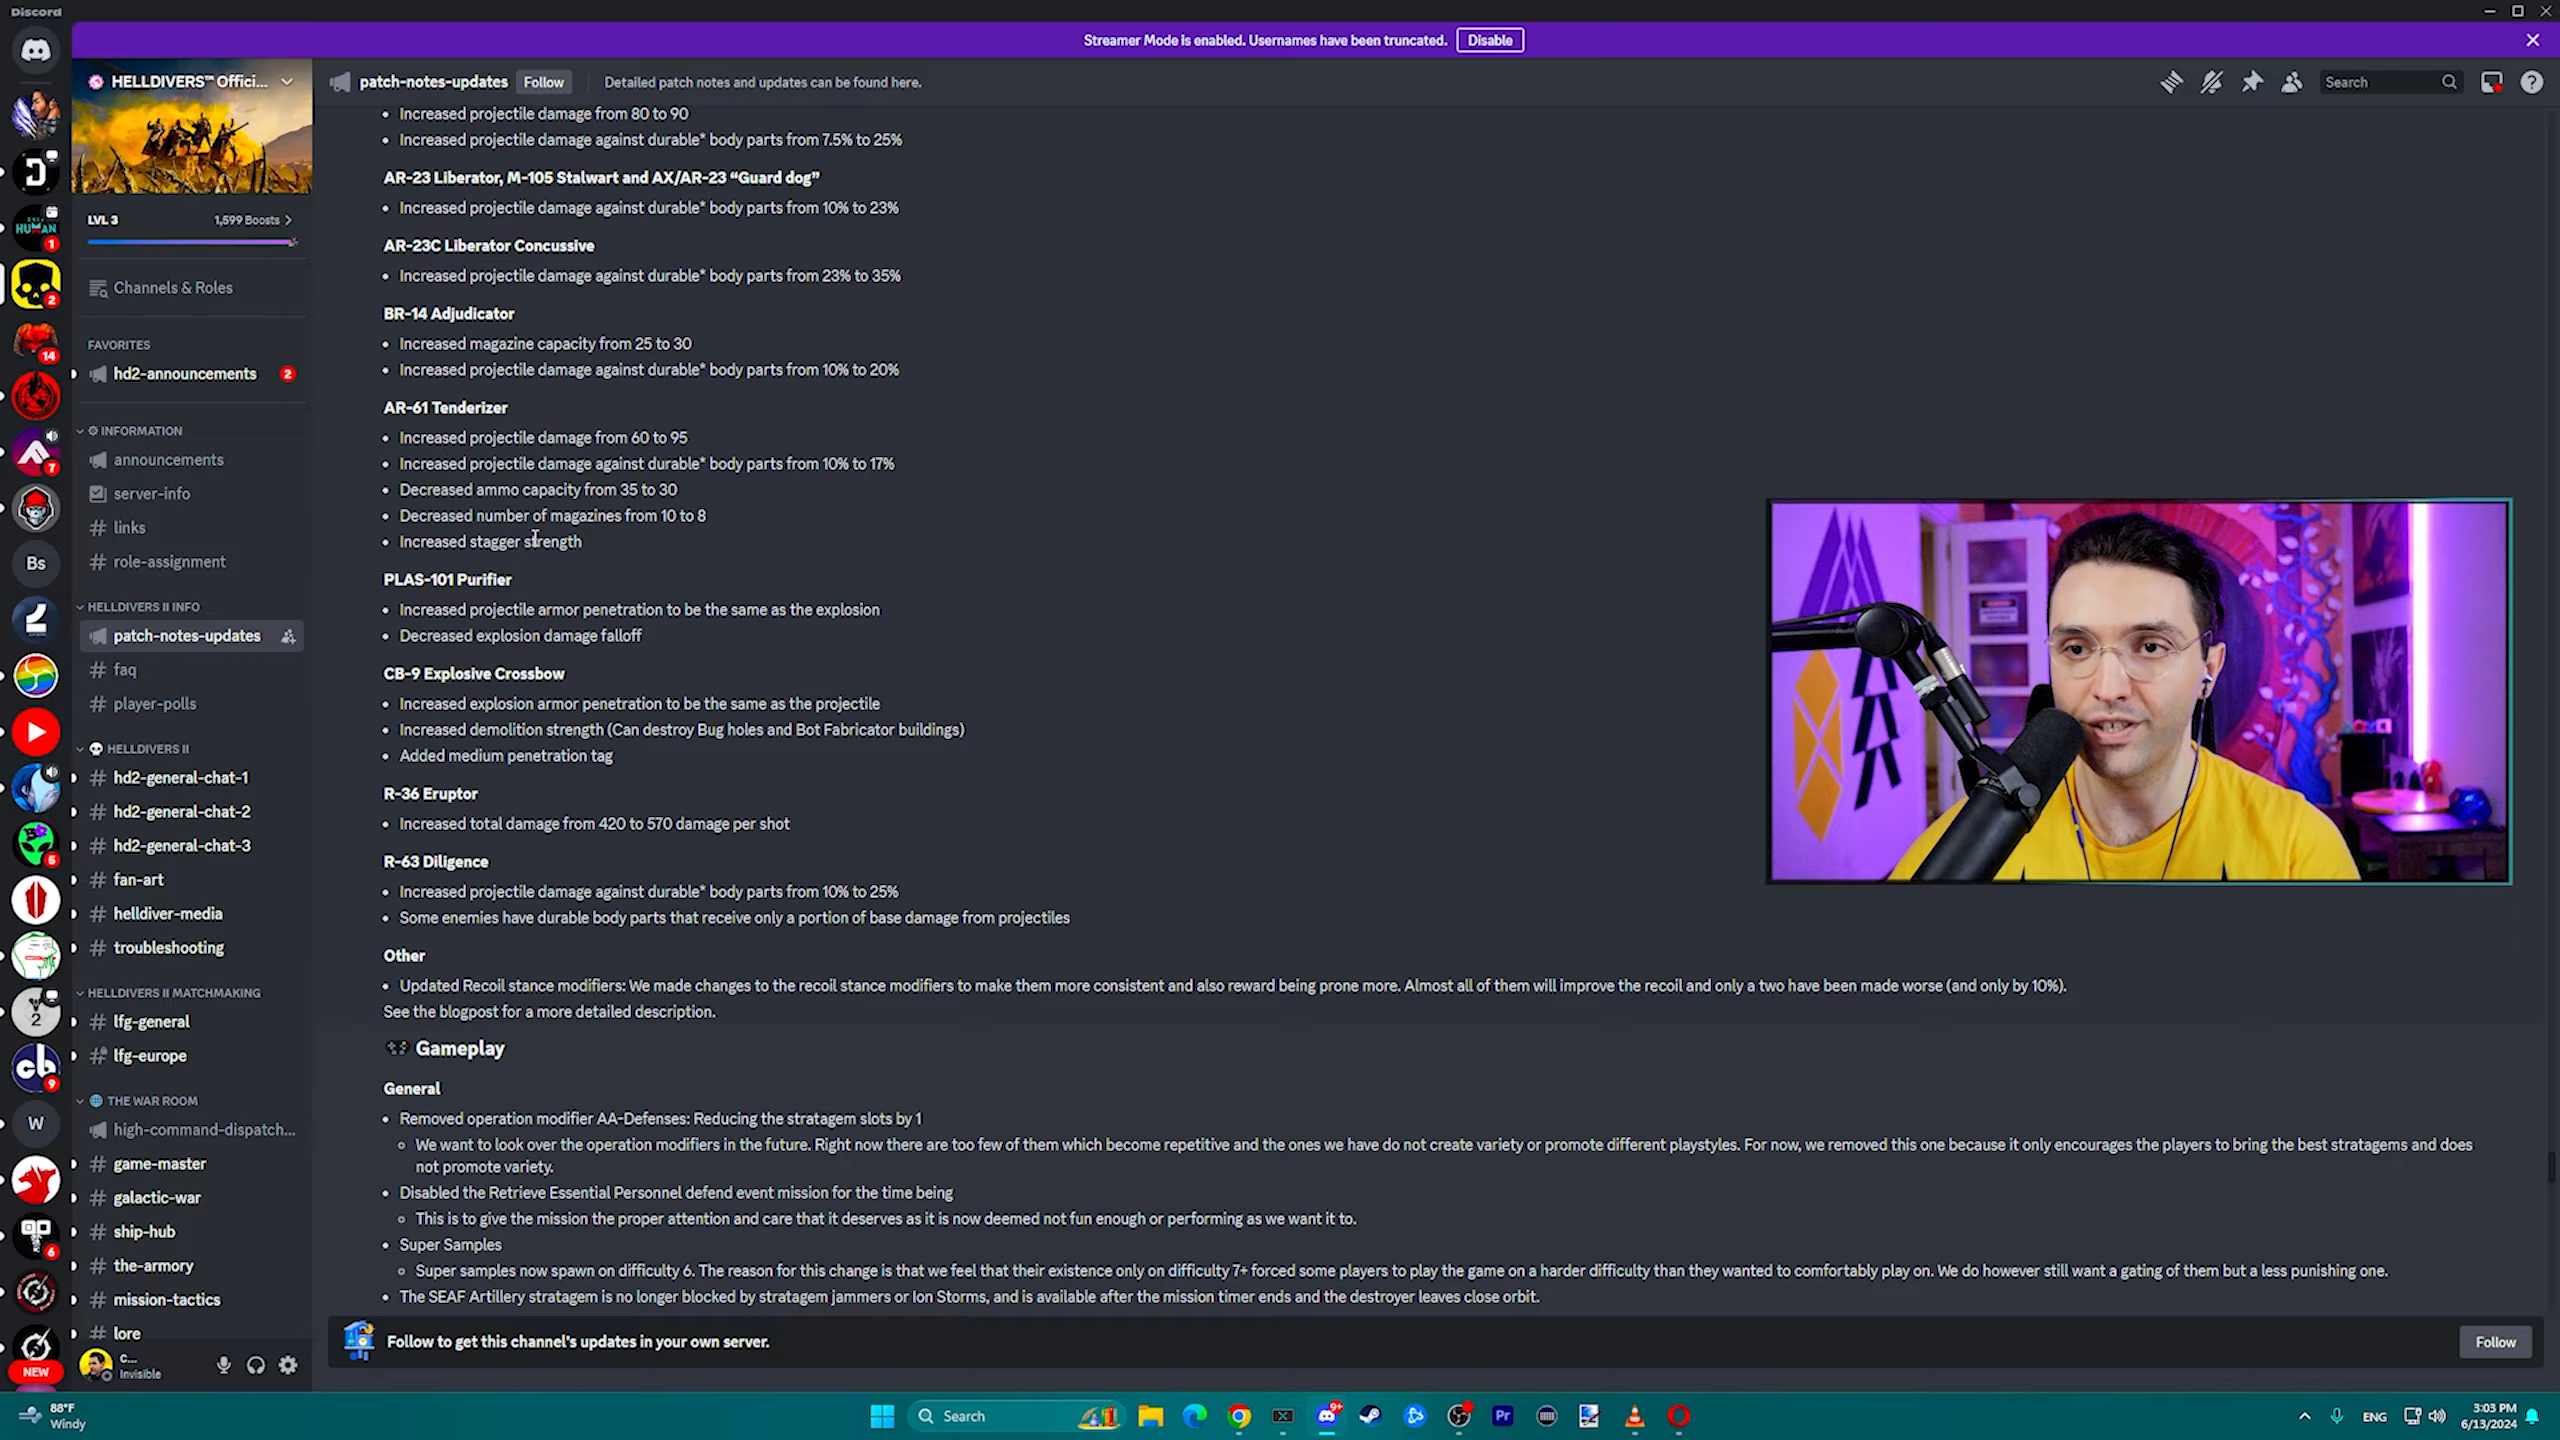 Discord
Streamer Mode is enabled. Usernames have been truncated. Disable
HELLDIVERS™ Offici...
LVL 3 1,599 Boosts
Channels & Roles
FAVORITES
hd2-announcements 2
INFORMATION
announcements
server-info
links
role-assignment
HELLDIVERS II INFO
patch-notes-updates
faq
player-polls
HELLDIVERS II
hd2-general-chat-1
hd2-general-chat-2
hd2-general-chat-3
fan-art
helldiver-media
troubleshooting
HELLDIVERS II MATCHMAKING
lfg-general
lfg-europe
THE WAR ROOM
high-command-dispatch...
game-master
galactic-war
ship-hub
the-armory
mission-tactics
lore
c...
Invisible
HUMAN
1
2
14
7
Bs
5
2
cb
9
W
6
NEW
patch-notes-updates Follow Detailed patch notes and updates can be found here. Search
• Increased projectile damage from 80 to 90
• Increased projectile damage against durable* body parts from 7.5% to 25%
AR-23 Liberator, M-105 Stalwart and AX/AR-23 “Guard dog”
• Increased projectile damage against durable* body parts from 10% to 23%
AR-23C Liberator Concussive
• Increased projectile damage against durable* body parts from 23% to 35%
BR-14 Adjudicator
• Increased magazine capacity from 25 to 30
• Increased projectile damage against durable* body parts from 10% to 20%
AR-61 Tenderizer
• Increased projectile damage from 60 to 95
• Increased projectile damage against durable* body parts from 10% to 17%
• Decreased ammo capacity from 35 to 30
• Decreased number of magazines from 10 to 8
• Increased stagger strength
PLAS-101 Purifier
• Increased projectile armor penetration to be the same as the explosion
• Decreased explosion damage falloff
CB-9 Explosive Crossbow
• Increased explosion armor penetration to be the same as the projectile
• Increased demolition strength (Can destroy Bug holes and Bot Fabricator buildings)
• Added medium penetration tag
R-36 Eruptor
• Increased total damage from 420 to 570 damage per shot
R-63 Diligence
• Increased projectile damage against durable* body parts from 10% to 25%
• Some enemies have durable body parts that receive only a portion of base damage from projectiles
Other
• Updated Recoil stance modifiers: We made changes to the recoil stance modifiers to make them more consistent and also reward being prone more. Almost all of them will improve the recoil and only a two have been made worse (and only by 10%).
See the blogpost for a more detailed description.
Gameplay
General
• Removed operation modifier AA-Defenses: Reducing the stratagem slots by 1
◦ We want to look over the operation modifiers in the future. Right now there are too few of them which become repetitive and the ones we have do not create variety or promote different playstyles. For now, we removed this one because it only encourages the players to bring the best stratagems and does
not promote variety.
• Disabled the Retrieve Essential Personnel defend event mission for the time being
◦ This is to give the mission the proper attention and care that it deserves as it is now deemed not fun enough or performing as we want it to.
• Super Samples
◦ Super samples now spawn on difficulty 6. The reason for this change is that we feel that their existence only on difficulty 7+ forced some players to play the game on a harder difficulty than they wanted to comfortably play on. We do however still want a gating of them but a less punishing one.
• The SEAF Artillery stratagem is no longer blocked by stratagem jammers or Ion Storms, and is available after the mission timer ends and the destroyer leaves close orbit.
Follow to get this channel's updates in your own server. Follow
88°F
Windy
Search
9+
Pr
ENG
3:03 PM
6/13/2024